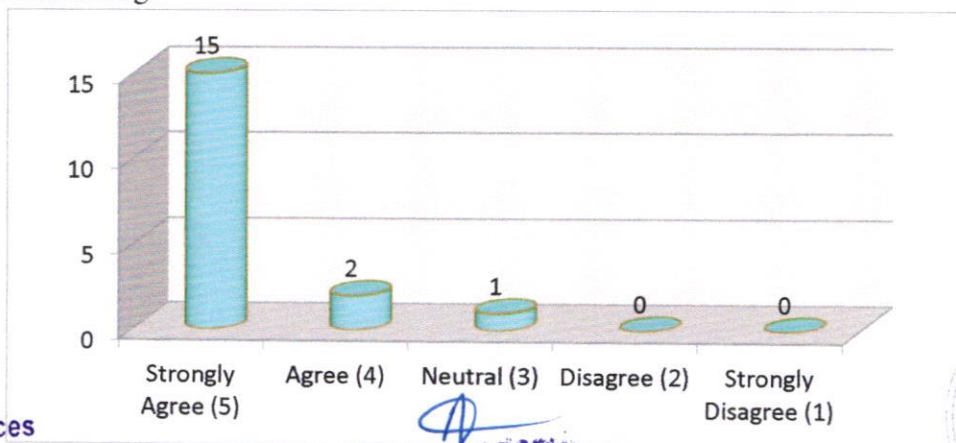 15
15
10
5
0
2
1
0
0
Strongly Agree (5)
Agree (4)
Neutral (3)
Disagree (2)
Strongly Disagree (1)
ces